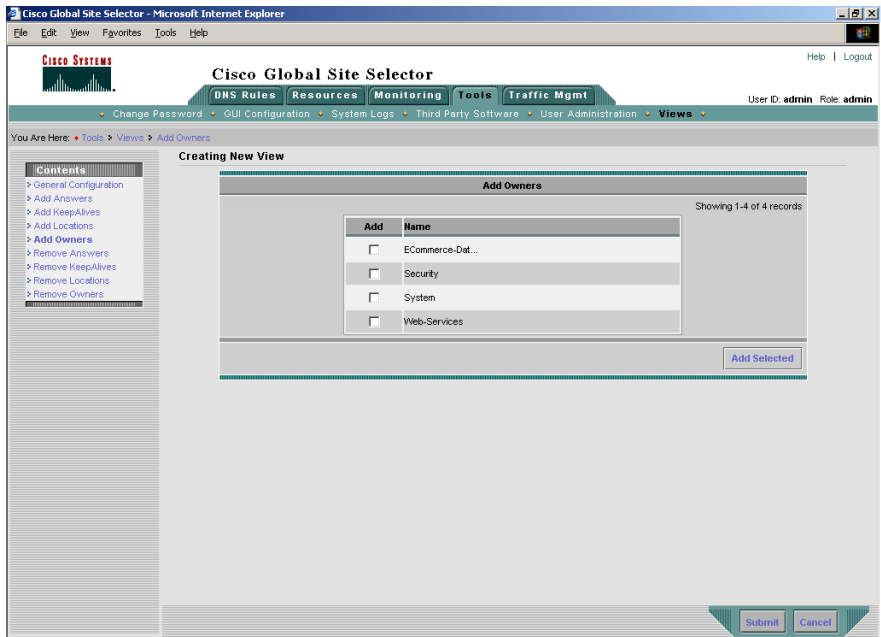 Cisco Global Site Selector - Microsoft Internet Explorer
File Edit View Favorites Tools Help
CISCO SYSTEMS
Help | Logout
Cisco Global Site Selector
DNS Rules Resources Monitoring Tools Traffic Mgmt
User ID: admin Role: admin
Change Password GUI Configuration System Logs Third Party Software User Administration Views
You Are Here: Tools > Views > Add Owners
Creating New View
Contents
General Configuration
Add Answers
Add KeepAlives
Add Locations
Add Owners
Remove Answers
Remove KeepAlives
Remove Locations
Remove Owners
Add Owners
Showing 1-4 of 4 records
Add Name
ECommerce-Dat...
Security
System
Web-Services
Add Selected
Submit Cancel